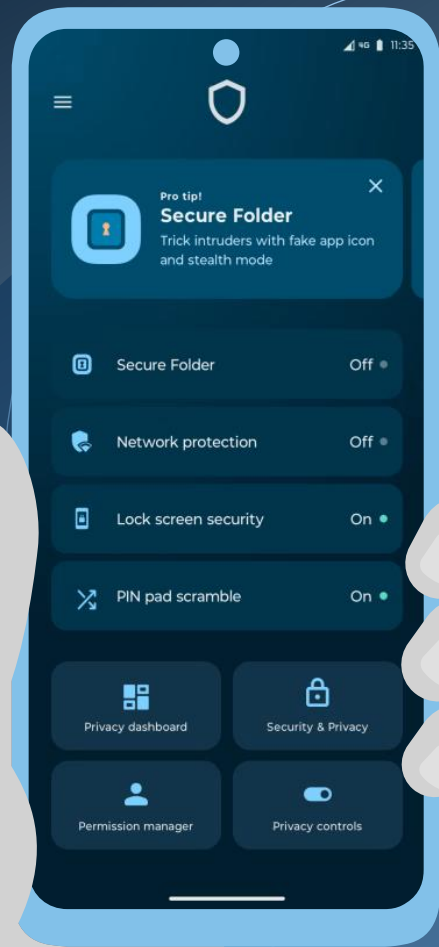 4G 11:35
Pro tip!
Secure Folder
Trick intruders with fake app icon
and stealth mode
Secure Folder Off
Network protection Off
Lock screen security On
PIN pad scramble On
Privacy dashboard Security & Privacy
Permission manager Privacy controls